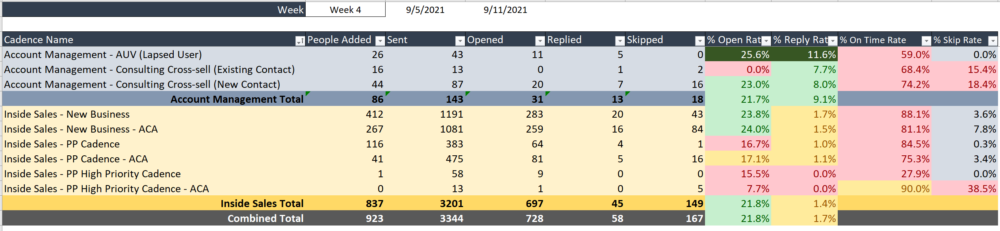 Week Week 4 9/5/2021 9/11/2021
Cadence Name People Added Sent Opened Replied Skipped % Open Rat % Reply Rat % On Time Rate % Skip Rate
Account Management - AUV (Lapsed User) 26 43 11 5 0 25.6% 11.6% 59.0% 0.0%
Account Management - Consulting Cross-sell (Existing Contact) 16 13 0 1 2 0.0% 7.7% 68.4% 15.4%
Account Management - Consulting Cross-sell (New Contact) 44 87 20 7 16 23.0% 8.0% 74.2% 18.4%
Account Management Total 86 143 31 13 18 21.7% 9.1%
Inside Sales - New Business 412 1191 283 20 43 23.8% 1.7% 88.1% 3.6%
Inside Sales - New Business - ACA 267 1081 259 16 84 24.0% 1.5% 81.1% 7.8%
Inside Sales - PP Cadence 116 383 64 4 1 16.7% 1.0% 84.5% 0.3%
Inside Sales - PP Cadence - ACA 41 475 81 5 16 17.1% 1.1% 75.3% 3.4%
Inside Sales - PP High Priority Cadence 1 58 9 0 0 15.5% 0.0% 27.9% 0.0%
Inside Sales - PP High Priority Cadence - ACA 0 13 1 0 5 7.7% 0.0% 90.0% 38.5%
Inside Sales Total 837 3201 697 45 149 21.8% 1.4%
Combined Total 923 3344 728 58 167 21.8% 1.7%